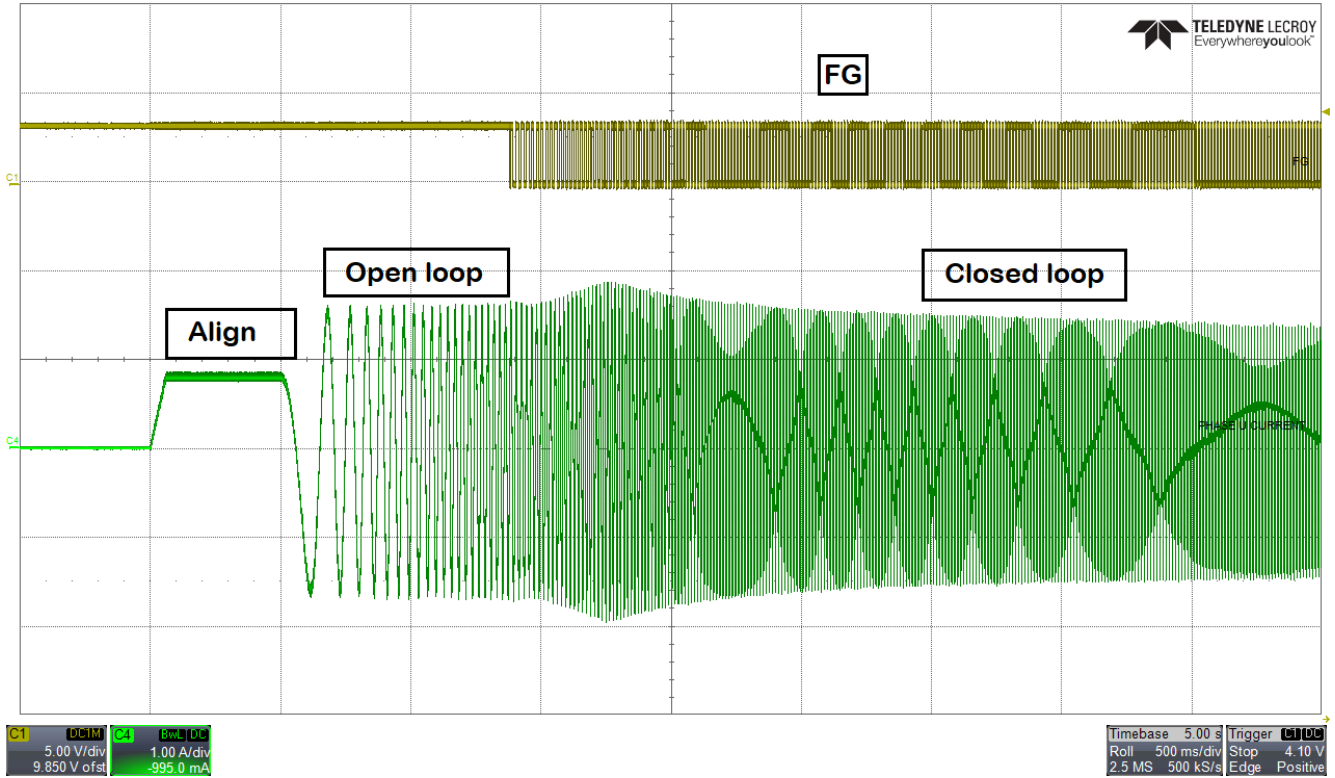 TELEDYNE LECROY
Everywhereyoulook™
FG
C1
FG
Open loop
Closed loop
Align
C4
PHASE U CURRENT
C1 DC1M
5.00 V/div
9.850 V ofst
C4 BwL DC
1.00 A/div
-995.0 mA
Timebase 5.00 s
Roll 500 ms/div
2.5 MS 500 kS/s
Trigger C1 DC
Stop 4.10 V
Edge Positive